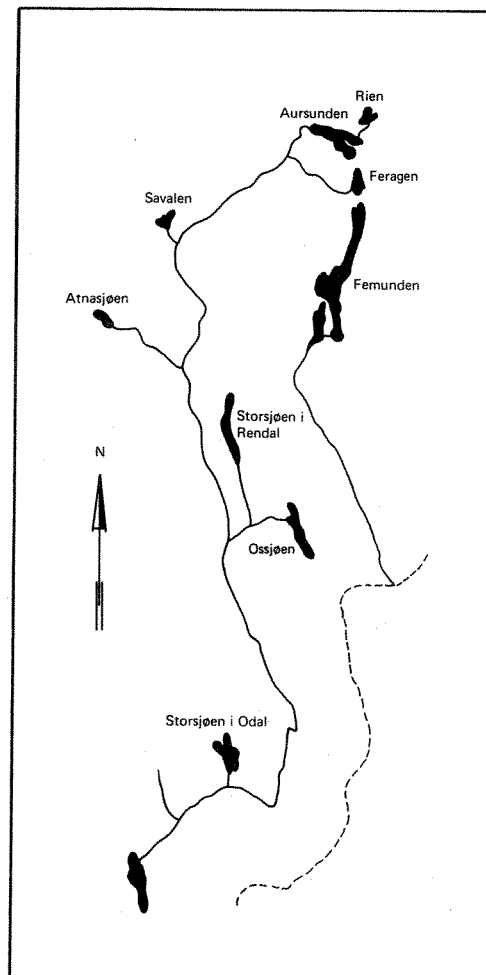 Rien
Aursunden
Feragen
Savalen
Femunden
Atnasjøen
Storsjøen i
Rendal
N
Ossjøen
Storsjøen i Odal